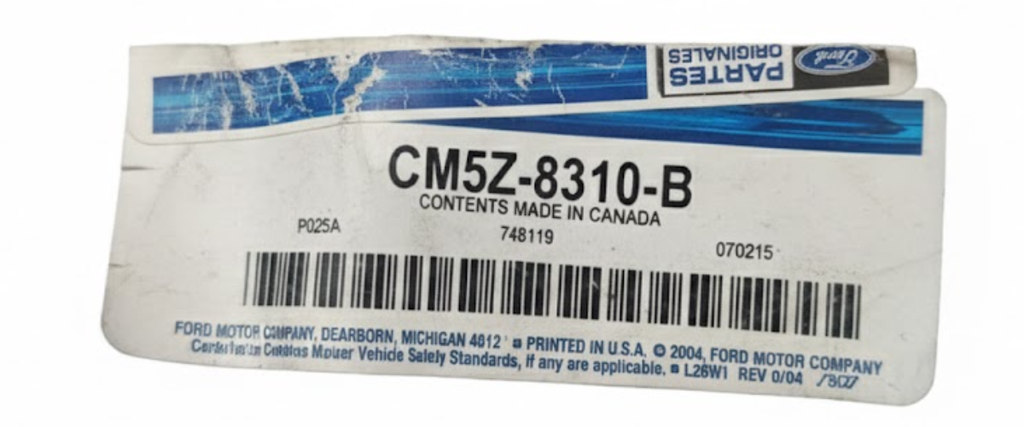 PARTES
ORIGINALES
Ford
CM5Z-8310-B
CONTENTS MADE IN CANADA
P025A 748119 070215
FORD MOTOR COMPANY, DEARBORN, MICHIGAN 4812 PRINTED IN U.S.A. © 2004, FORD MOTOR COMPANY
Vehicle Safety Standards, if any are applicable. L26W1 REV 0/04